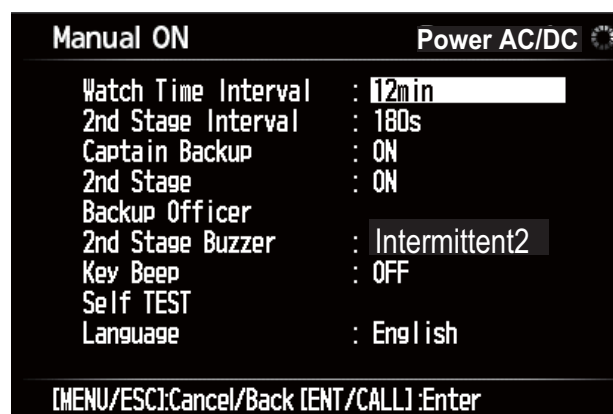 Manual ON Power AC/DC
Watch Time Interval : 12min
2nd Stage Interval : 180s
Captain Backup : ON
2nd Stage : ON
Backup Officer
2nd Stage Buzzer : Intermittent2
Key Beep : OFF
Self TEST
Language : English
[MENU/ESC]:Cancel/Back [ENT/CALL]:Enter